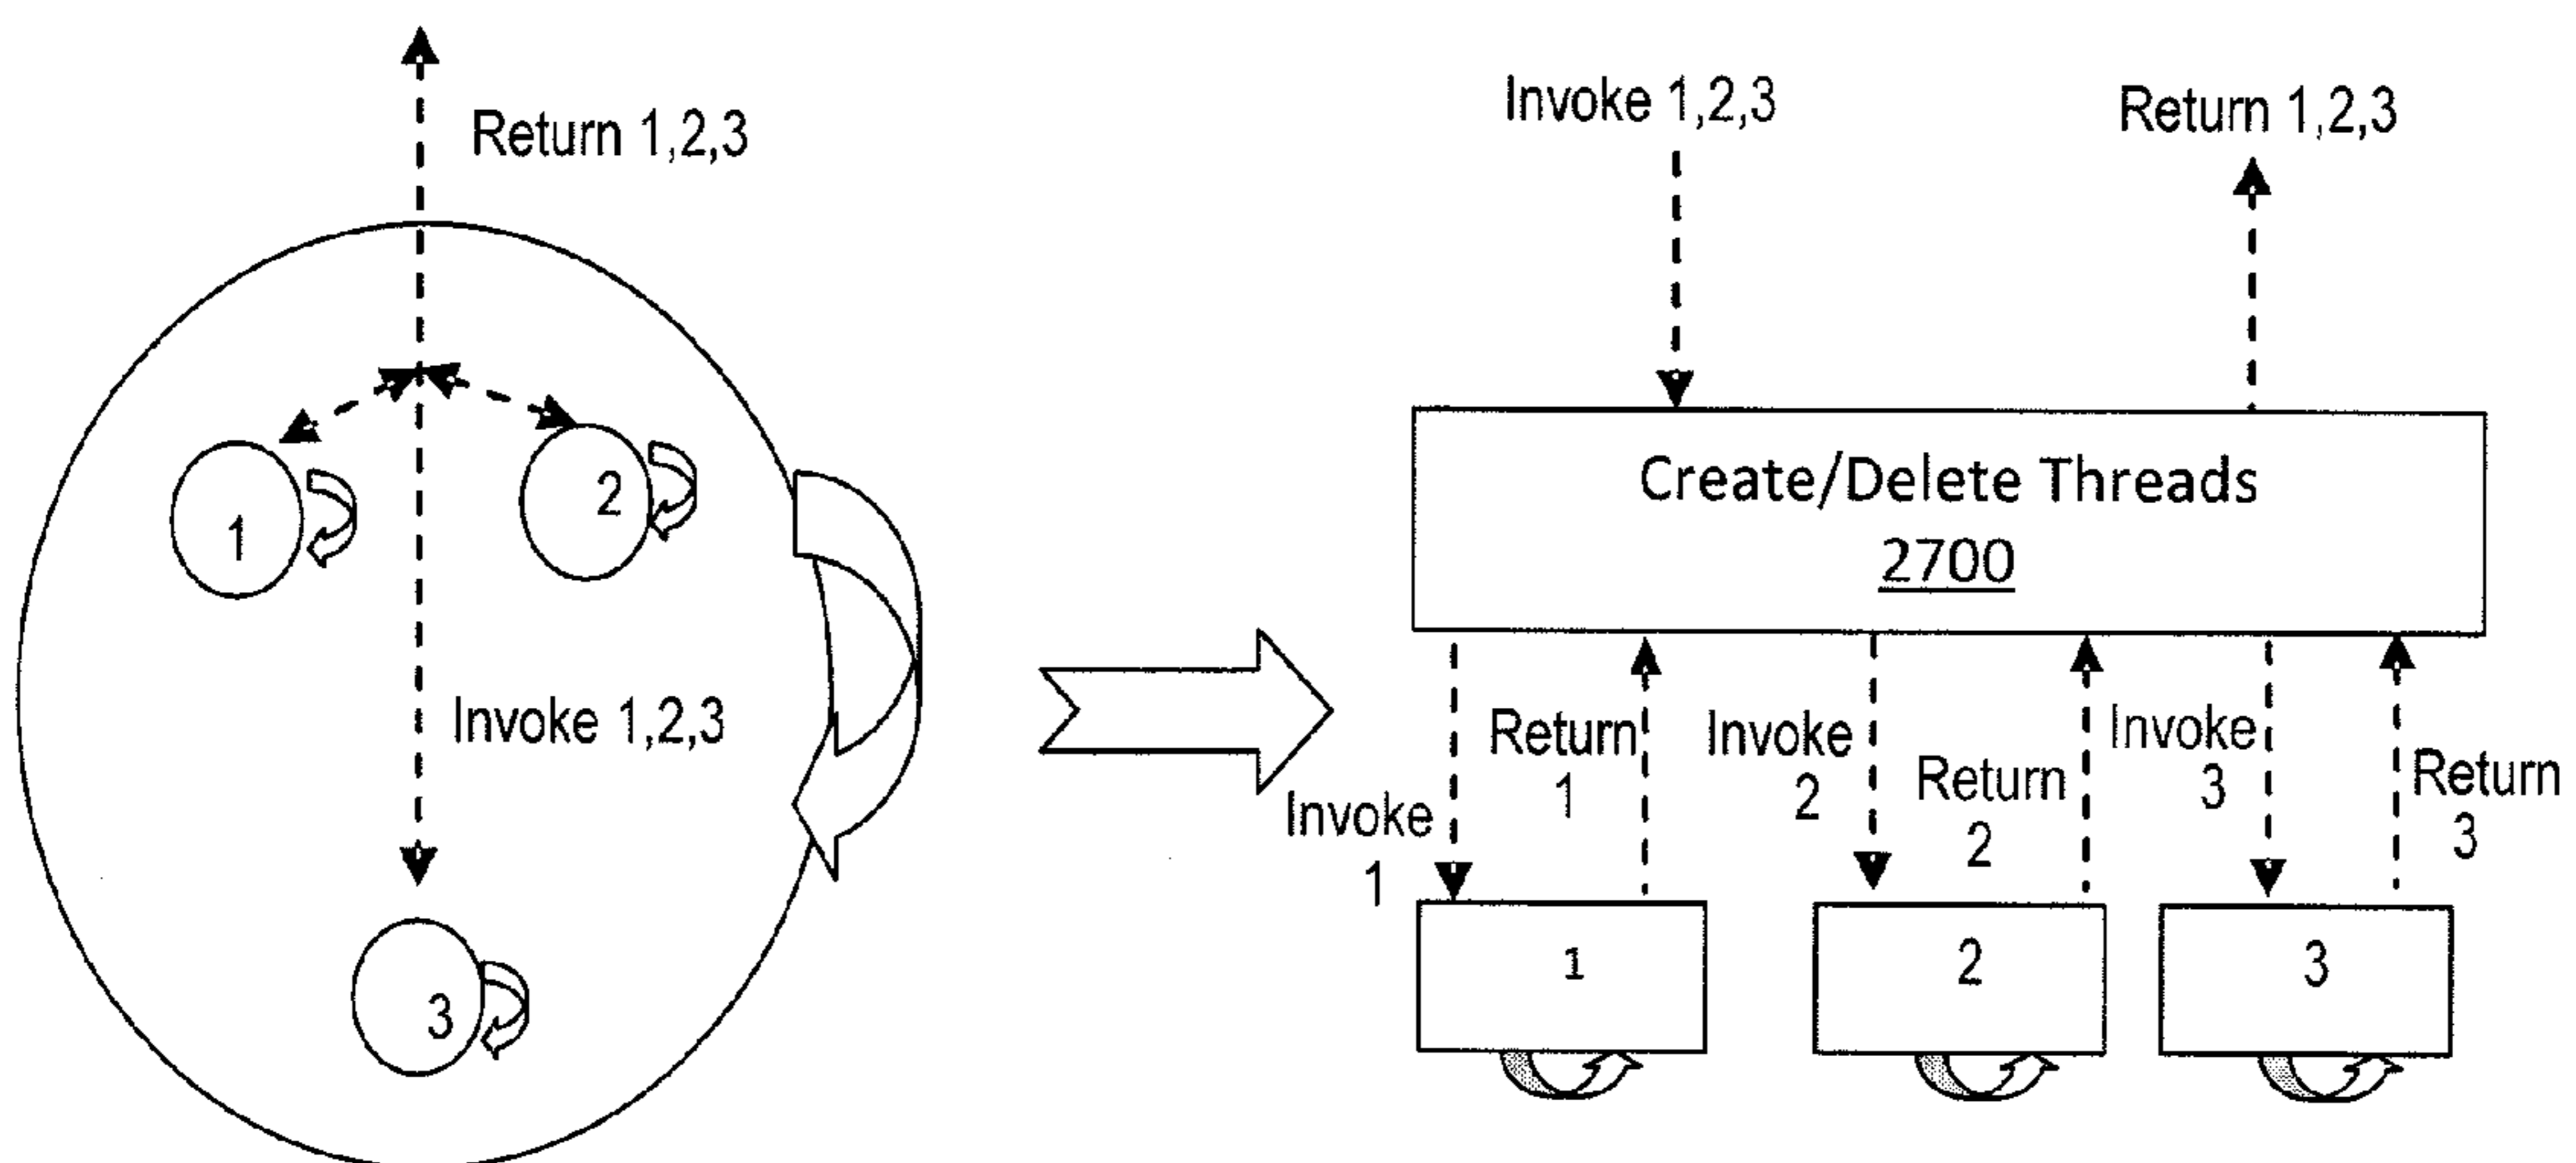 Return 1,2,3
1
2
Invoke 1,2,3
3
Invoke 1,2,3
Return 1,2,3
Create/Delete Threads
2700
Invoke
1
Return
1
Invoke
2
Return
2
Invoke
3
Return
3
1
2
3